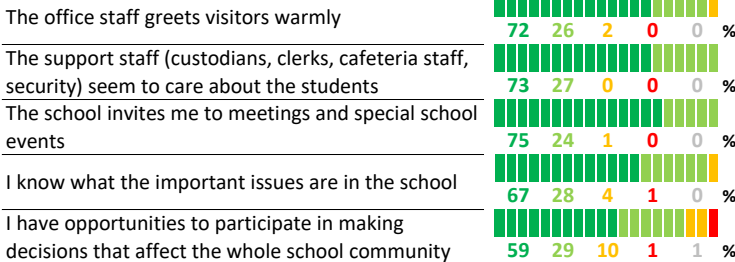 The office staff greets visitors warmly
72 26 2 0 0 %
The support staff (custodians, clerks, cafeteria staff,
security) seem to care about the students
73 27 0 0 0 %
The school invites me to meetings and special school
events
75 24 1 0 0 %
I know what the important issues are in the school
67 28 4 1 0 %
I have opportunities to participate in making
decisions that affect the whole school community
59 29 10 1 1 %